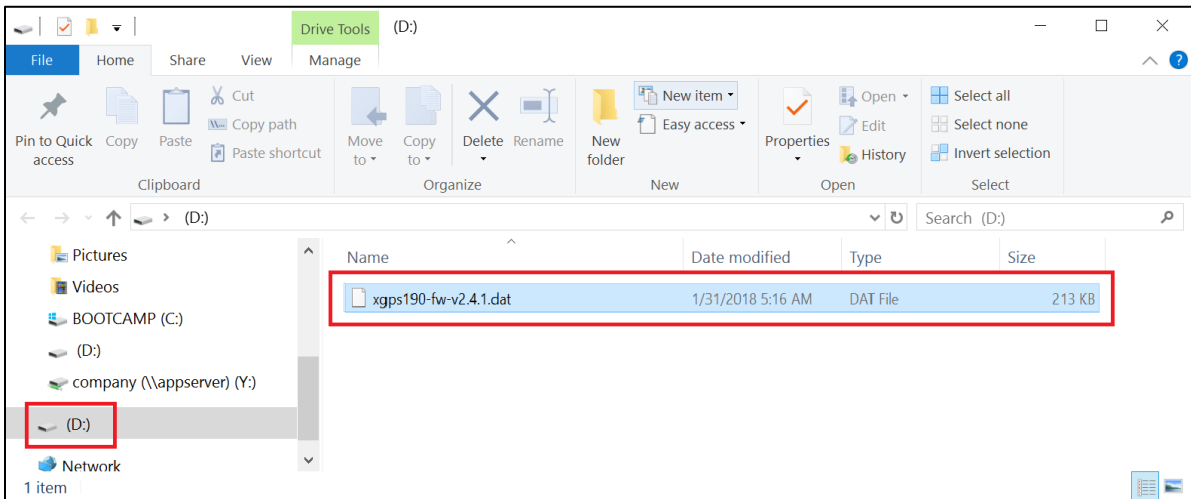 Drive Tools (D:)
File Home Share View Manage
Pin to Quick access
Copy
Paste
Cut
Copy path
Paste shortcut
Clipboard
Move to
Copy to
Delete
Rename
Organize
New folder
New item
Easy access
New
Properties
Open
Edit
History
Open
Select all
Select none
Invert selection
Select
(D:)
Search (D:)
Pictures
Videos
BOOTCAMP (C:)
(D:)
company (\\appserver) (Y:)
(D:)
Network
Name Date modified Type Size
xgps190-fw-v2.4.1.dat 1/31/2018 5:16 AM DAT File 213 KB
1 item